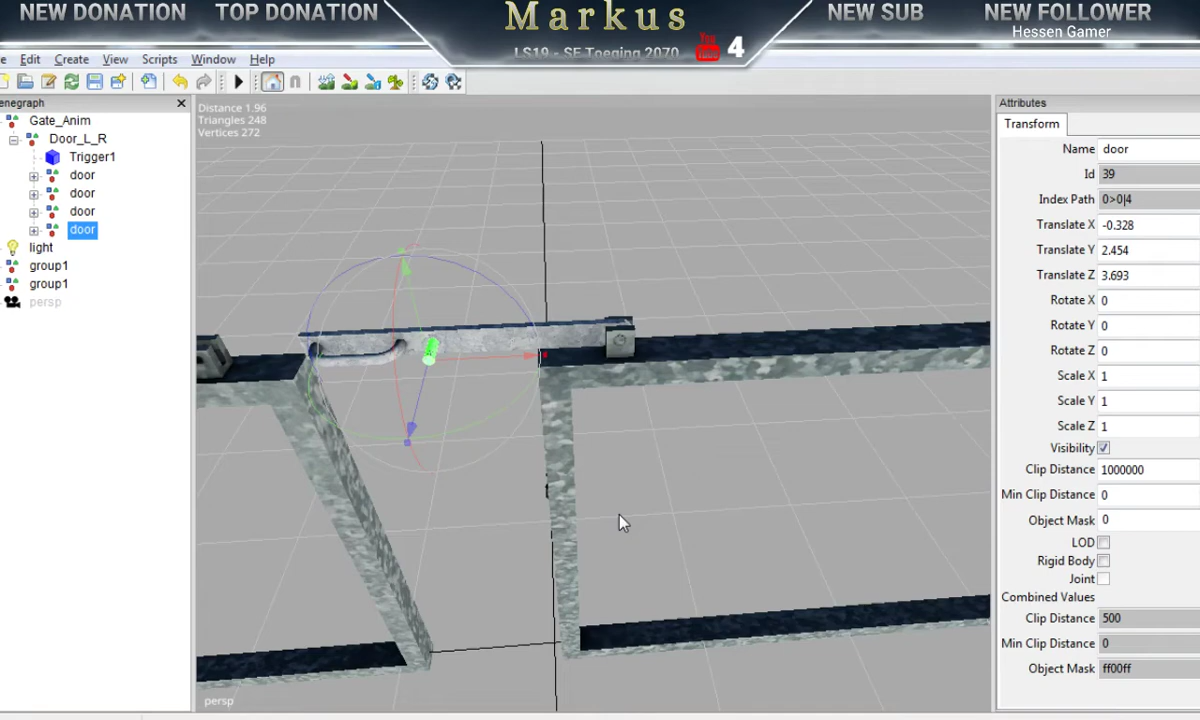 NEW DONATION
TOP DONATION
Markus
NEW SUB
NEW FOLLOWER
Hessen Gamer
LS19 - SF Toeging 2070
You Tube
4
e Edit Create View Scripts Window Help
enegraph
Gate_Anim
Door_L_R
Trigger1
door
door
door
door
light
group1
group1
persp
Distance 1.96
Triangles 248
Vertices 272
persp
Attributes
Transform
Name door
Id 39
Index Path 0>0|4
Translate X -0.328
Translate Y 2.454
Translate Z 3.693
Rotate X 0
Rotate Y 0
Rotate Z 0
Scale X 1
Scale Y 1
Scale Z 1
Visibility
Clip Distance 1000000
Min Clip Distance 0
Object Mask 0
LOD
Rigid Body
Joint
Combined Values
Clip Distance 500
Min Clip Distance 0
Object Mask ff00ff